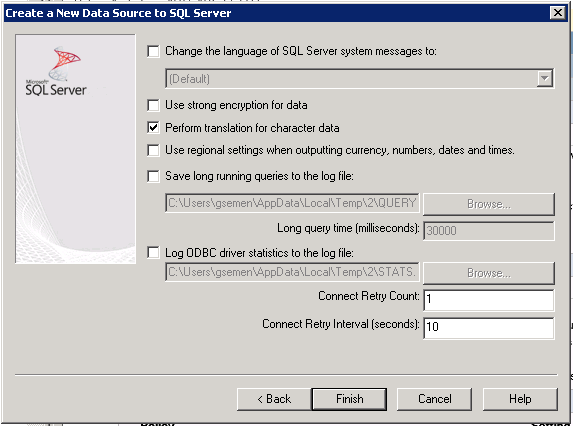 Create a New Data Source to SQL Server
Microsoft
SQL Server
Change the language of SQL Server system messages to:
(Default)
Use strong encryption for data
Perform translation for character data
Use regional settings when outputting currency, numbers, dates and times.
Save long running queries to the log file:
C:\Users\gsemen\AppData\Local\Temp\2\QUERY
Browse...
Long query time (milliseconds):
30000
Log ODBC driver statistics to the log file:
C:\Users\gsemen\AppData\Local\Temp\2\STATS.
Browse...
Connect Retry Count:
1
Connect Retry Interval (seconds):
10
< Back
Finish
Cancel
Help